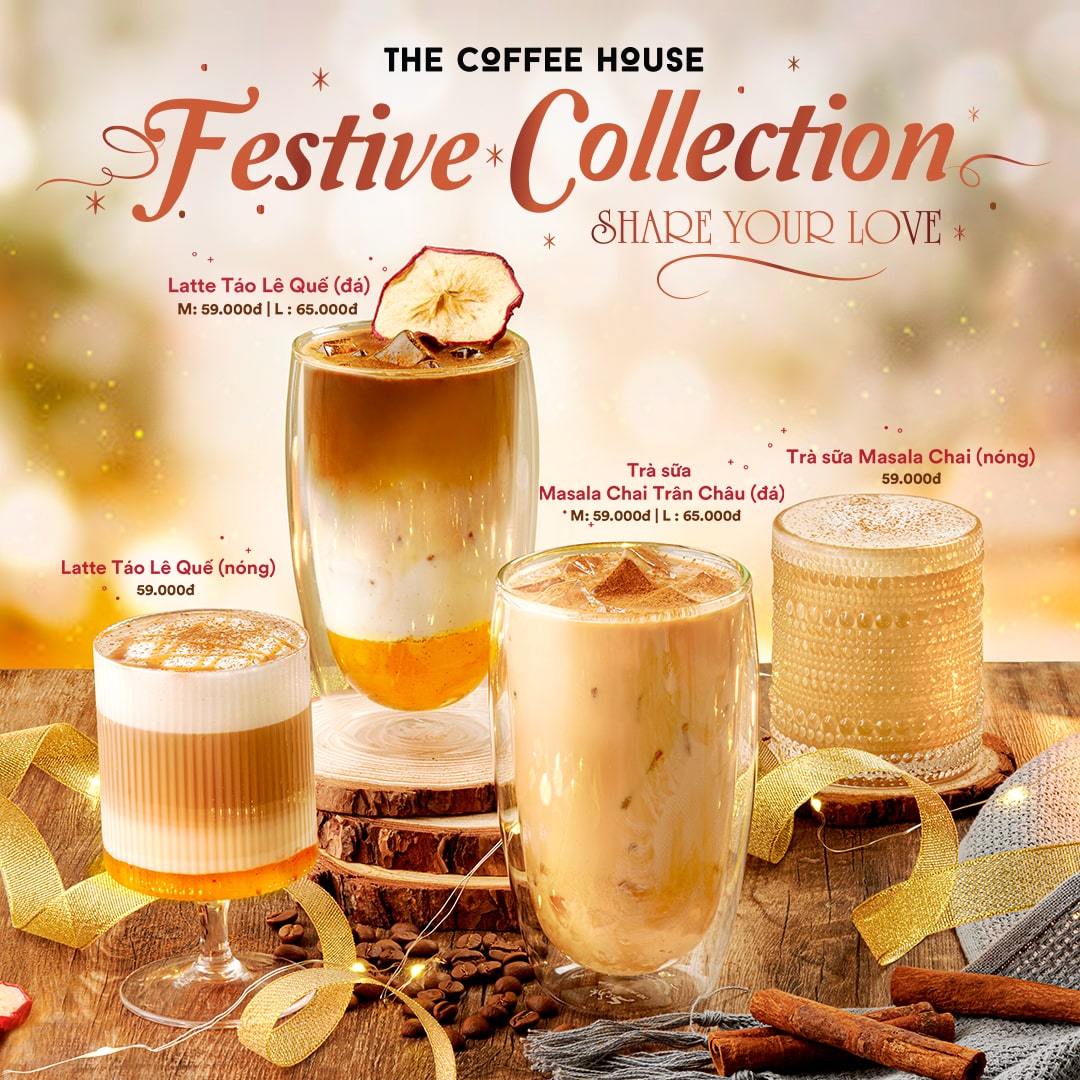 THE COFFEE HOUSE
Festive Collection
SHARE YOUR LOVE
Latte Táo Lê Quế (đá)
M: 59.000đ | L : 65.000đ
Trà sữa Masala Chai (nóng)
59.000đ
Trà sữa
Masala Chai Trân Châu (đá)
M: 59.000đ | L : 65.000đ
Latte Táo Lê Quế (nóng)
59.000đ